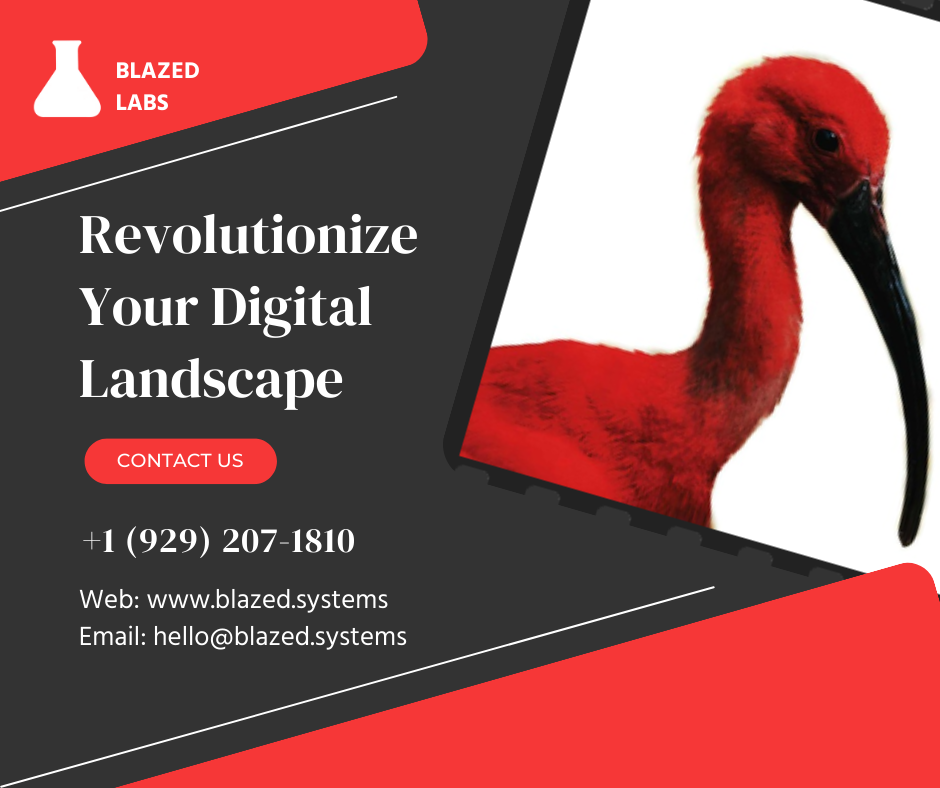 BLAZED
LABS
Revolutionize
Your Digital
Landscape
CONTACT US
+1 (929) 207-1810
Web: www.blazed.systems
Email: hello@blazed.systems